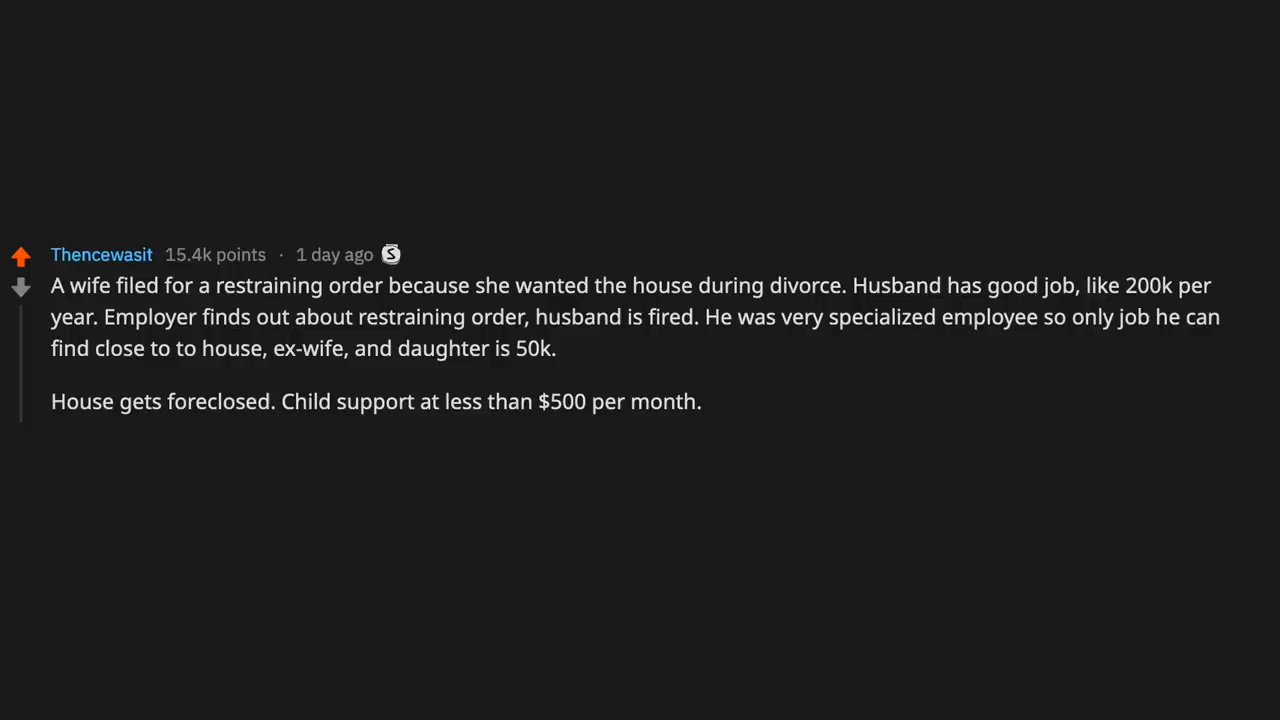 Thencewasit 15.4k points · 1 day ago S
A wife filed for a restraining order because she wanted the house during divorce. Husband has good job, like 200k per
year. Employer finds out about restraining order, husband is fired. He was very specialized employee so only job he can
find close to to house, ex-wife, and daughter is 50k.
House gets foreclosed. Child support at less than $500 per month.